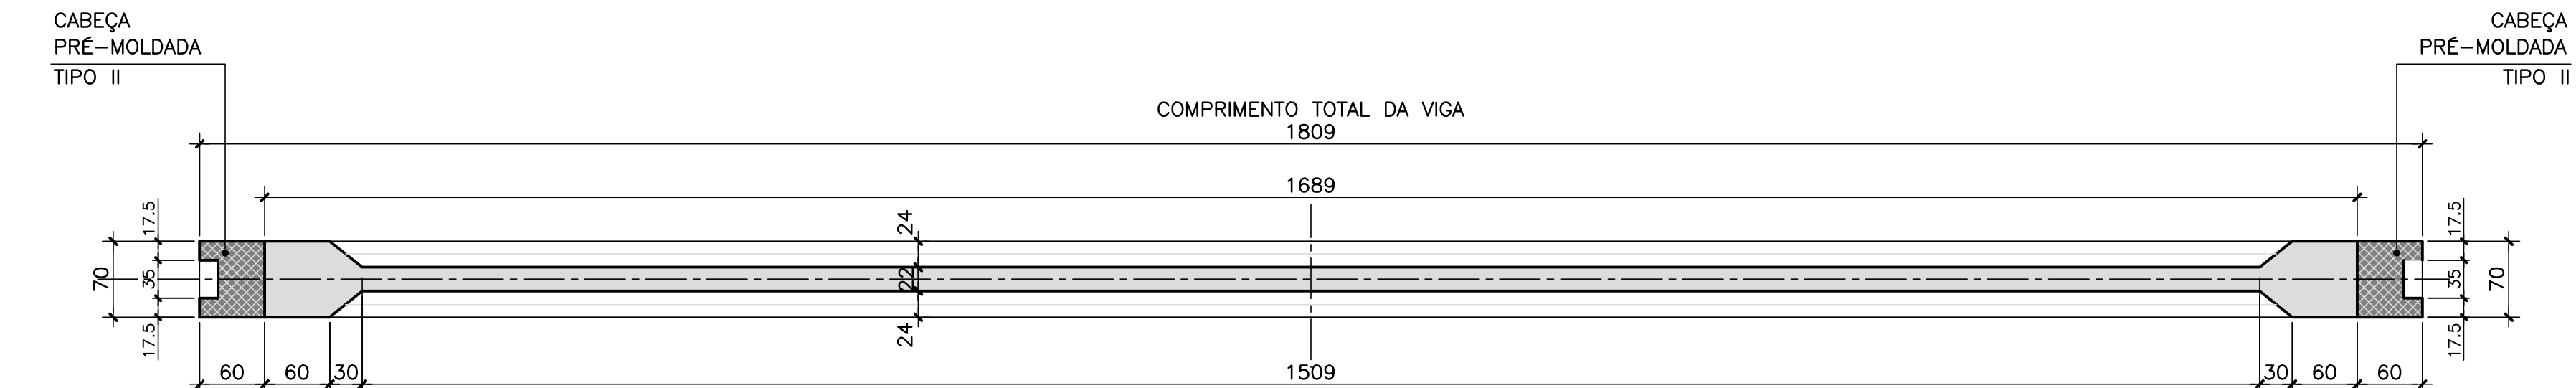 CABEÇA
PRÉ-MOLDADA
TIPO II
CABEÇA
PRÉ-MOLDADA
TIPO II
COMPRIMENTO TOTAL DA VIGA
1809
1689
17.5
35
17.5
70
24
22
24
17.5
35
17.5
70
60 60 30 1509 30 60 60